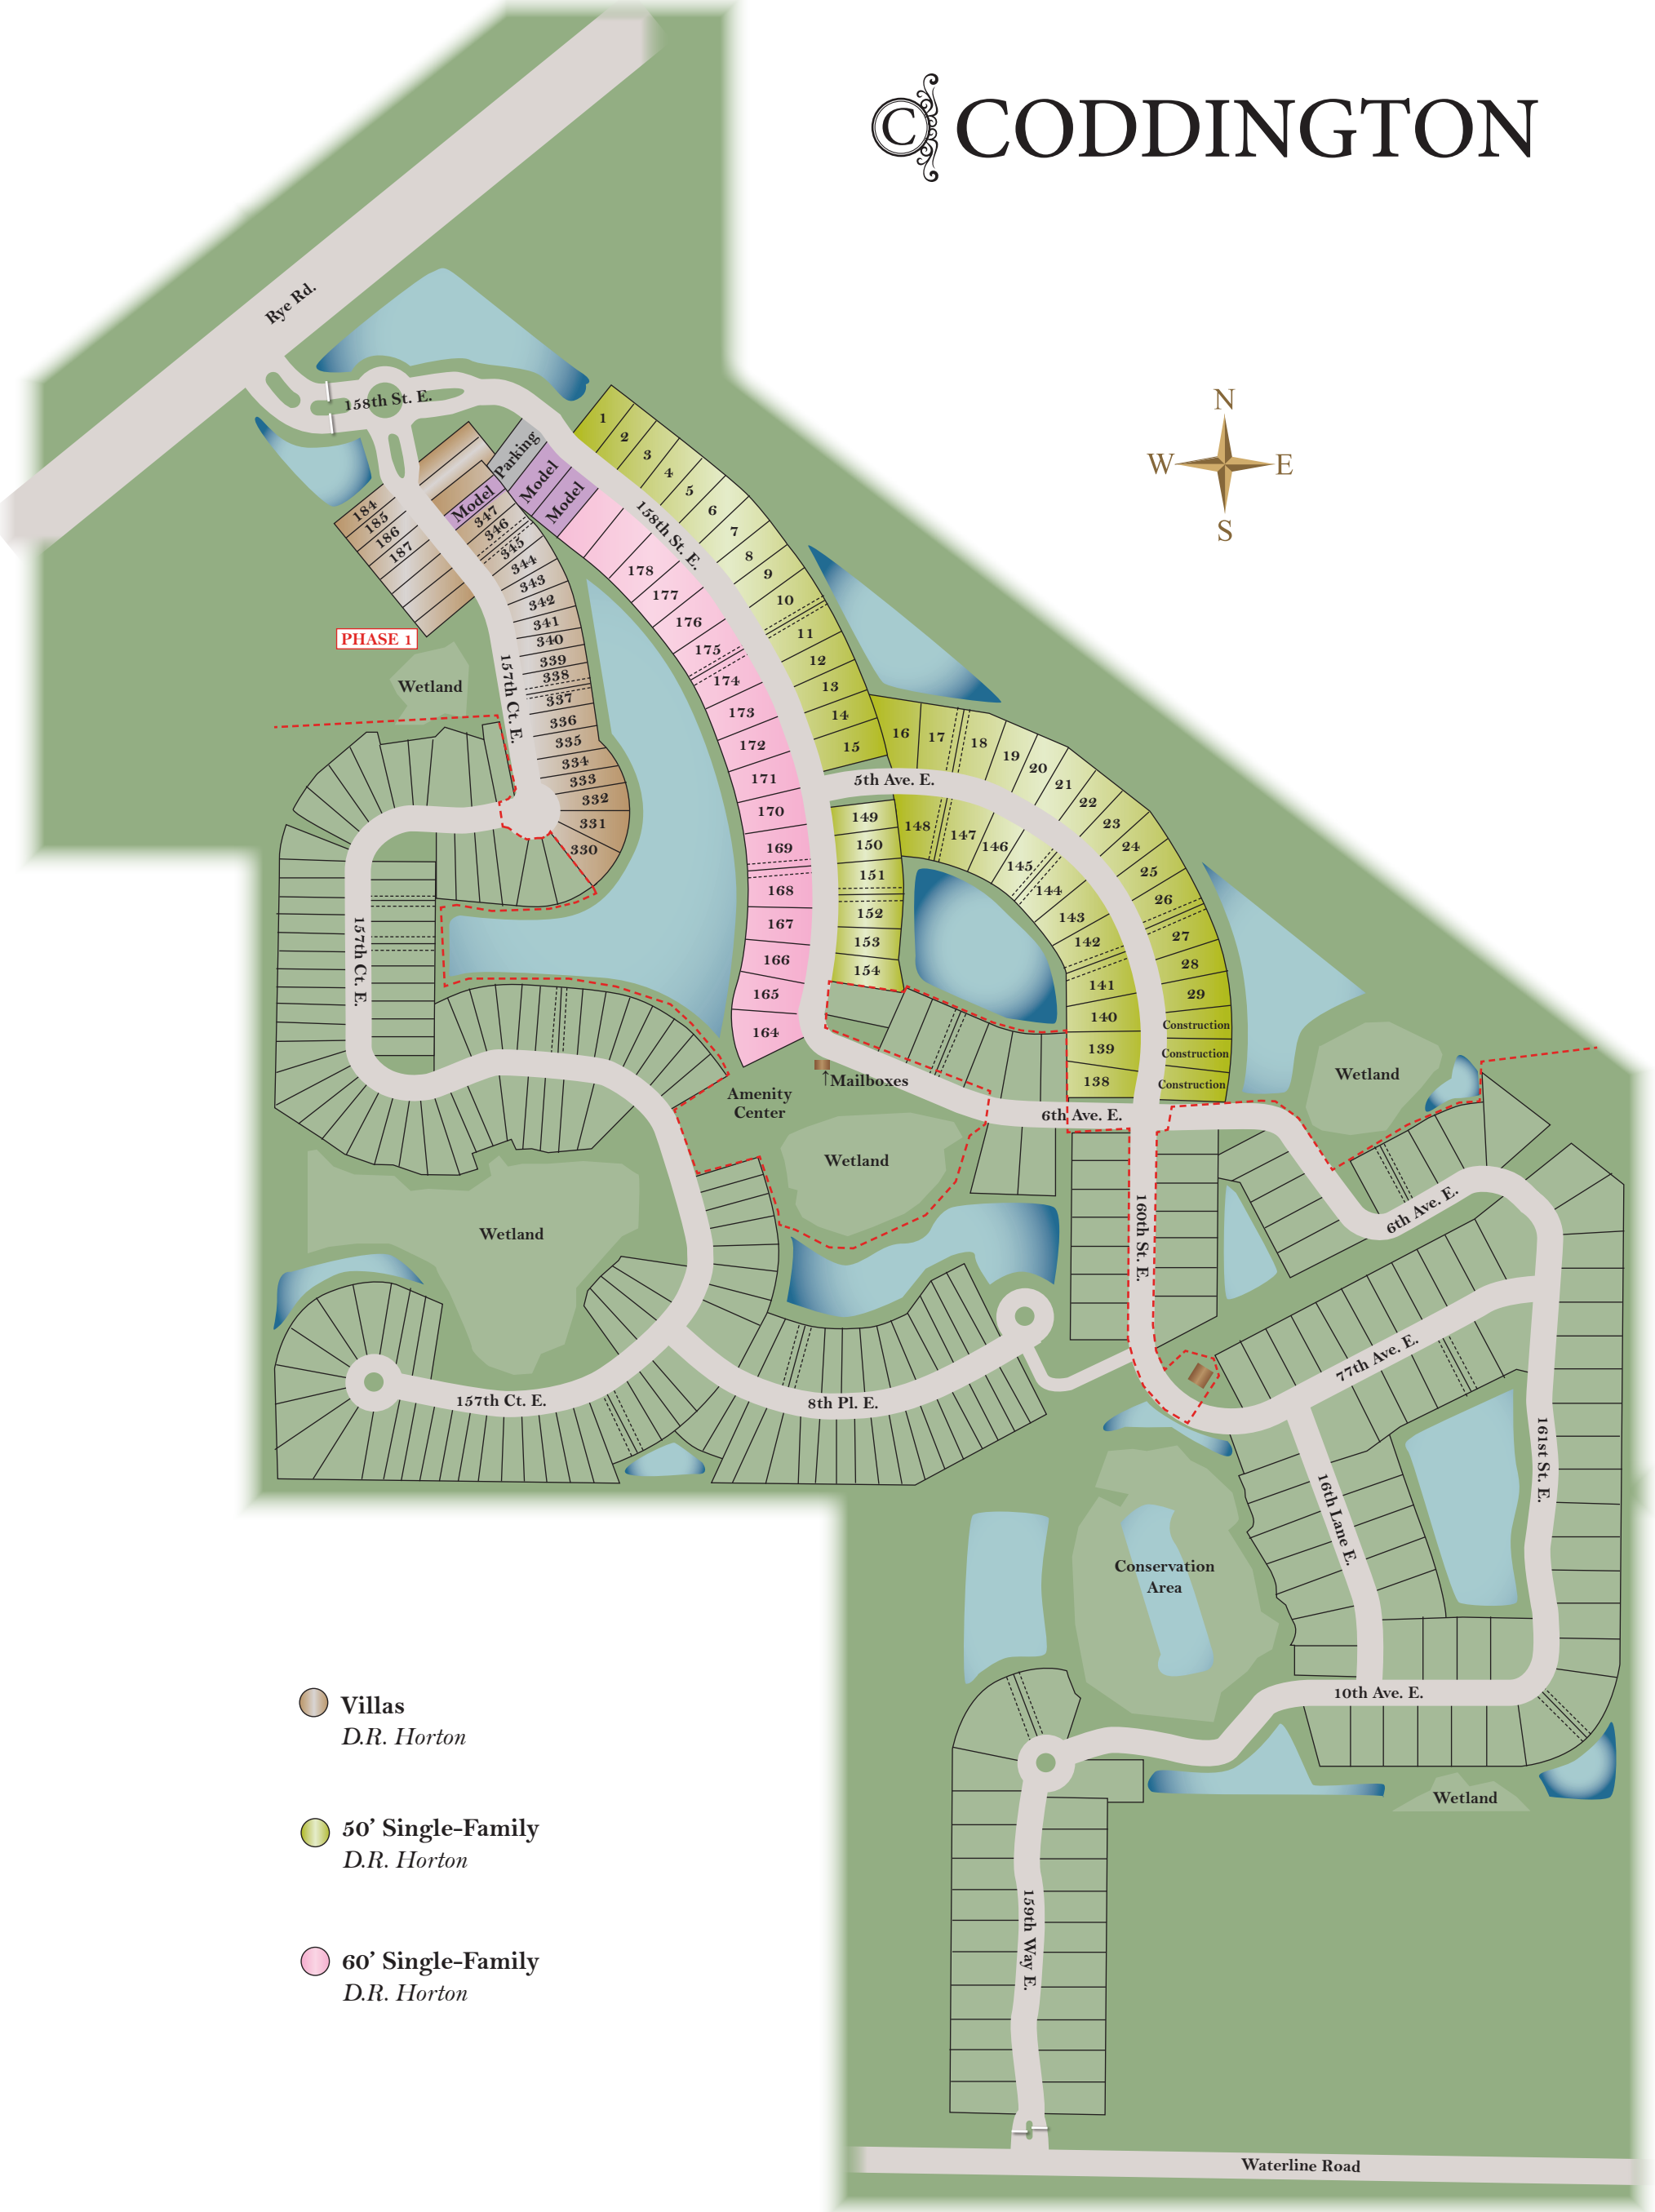 C CODDINGTON
Rye Rd.
N
W E
S
158th St. E.
Parking
Model
Model
Model
1
2
3
4
5
6
7
8
9
10
11
12
13
14
15
158th St. E.
184
185
186
187
347
346
345
344
343
342
341
340
339
338
337
336
335
334
333
332
331
330
PHASE 1
Wetland
157th Ct. E.
178
177
176
175
174
173
172
171
170
169
168
167
166
165
164
16
17
18
19
20
21
22
23
24
25
26
27
28
29
Construction
Construction
Construction
5th Ave. E.
149
150
151
152
153
154
148
147
146
145
144
143
142
141
140
139
138
157th Ct. E.
↑Mailboxes
Amenity
Center
6th Ave. E.
Wetland
Wetland
Wetland
160th St. E.
6th Ave. E.
77th Ave. E.
157th Ct. E.
8th Pl. E.
161st St. E.
16th Lane E.
Conservation
Area
10th Ave. E.
Wetland
159th Way E.
Waterline Road
Villas
D.R. Horton
50’ Single-Family
D.R. Horton
60’ Single-Family
D.R. Horton